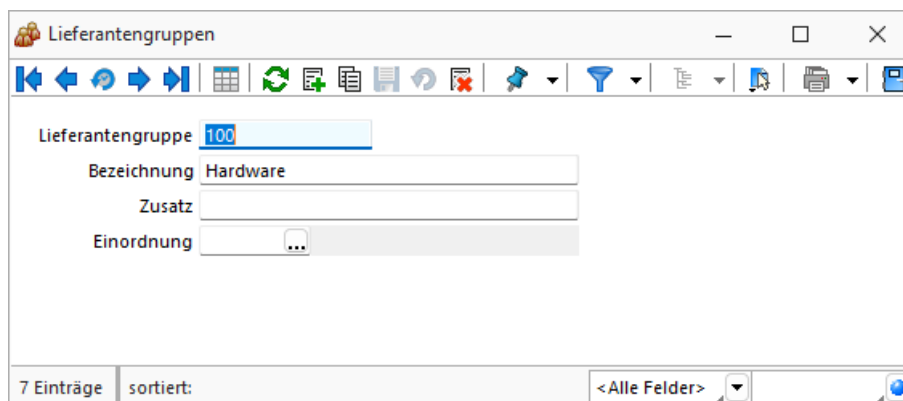 Lieferantengruppen
Lieferantengruppe 100
Bezeichnung Hardware
Zusatz
Einordnung ...
7 Einträge sortiert: <Alle Felder>